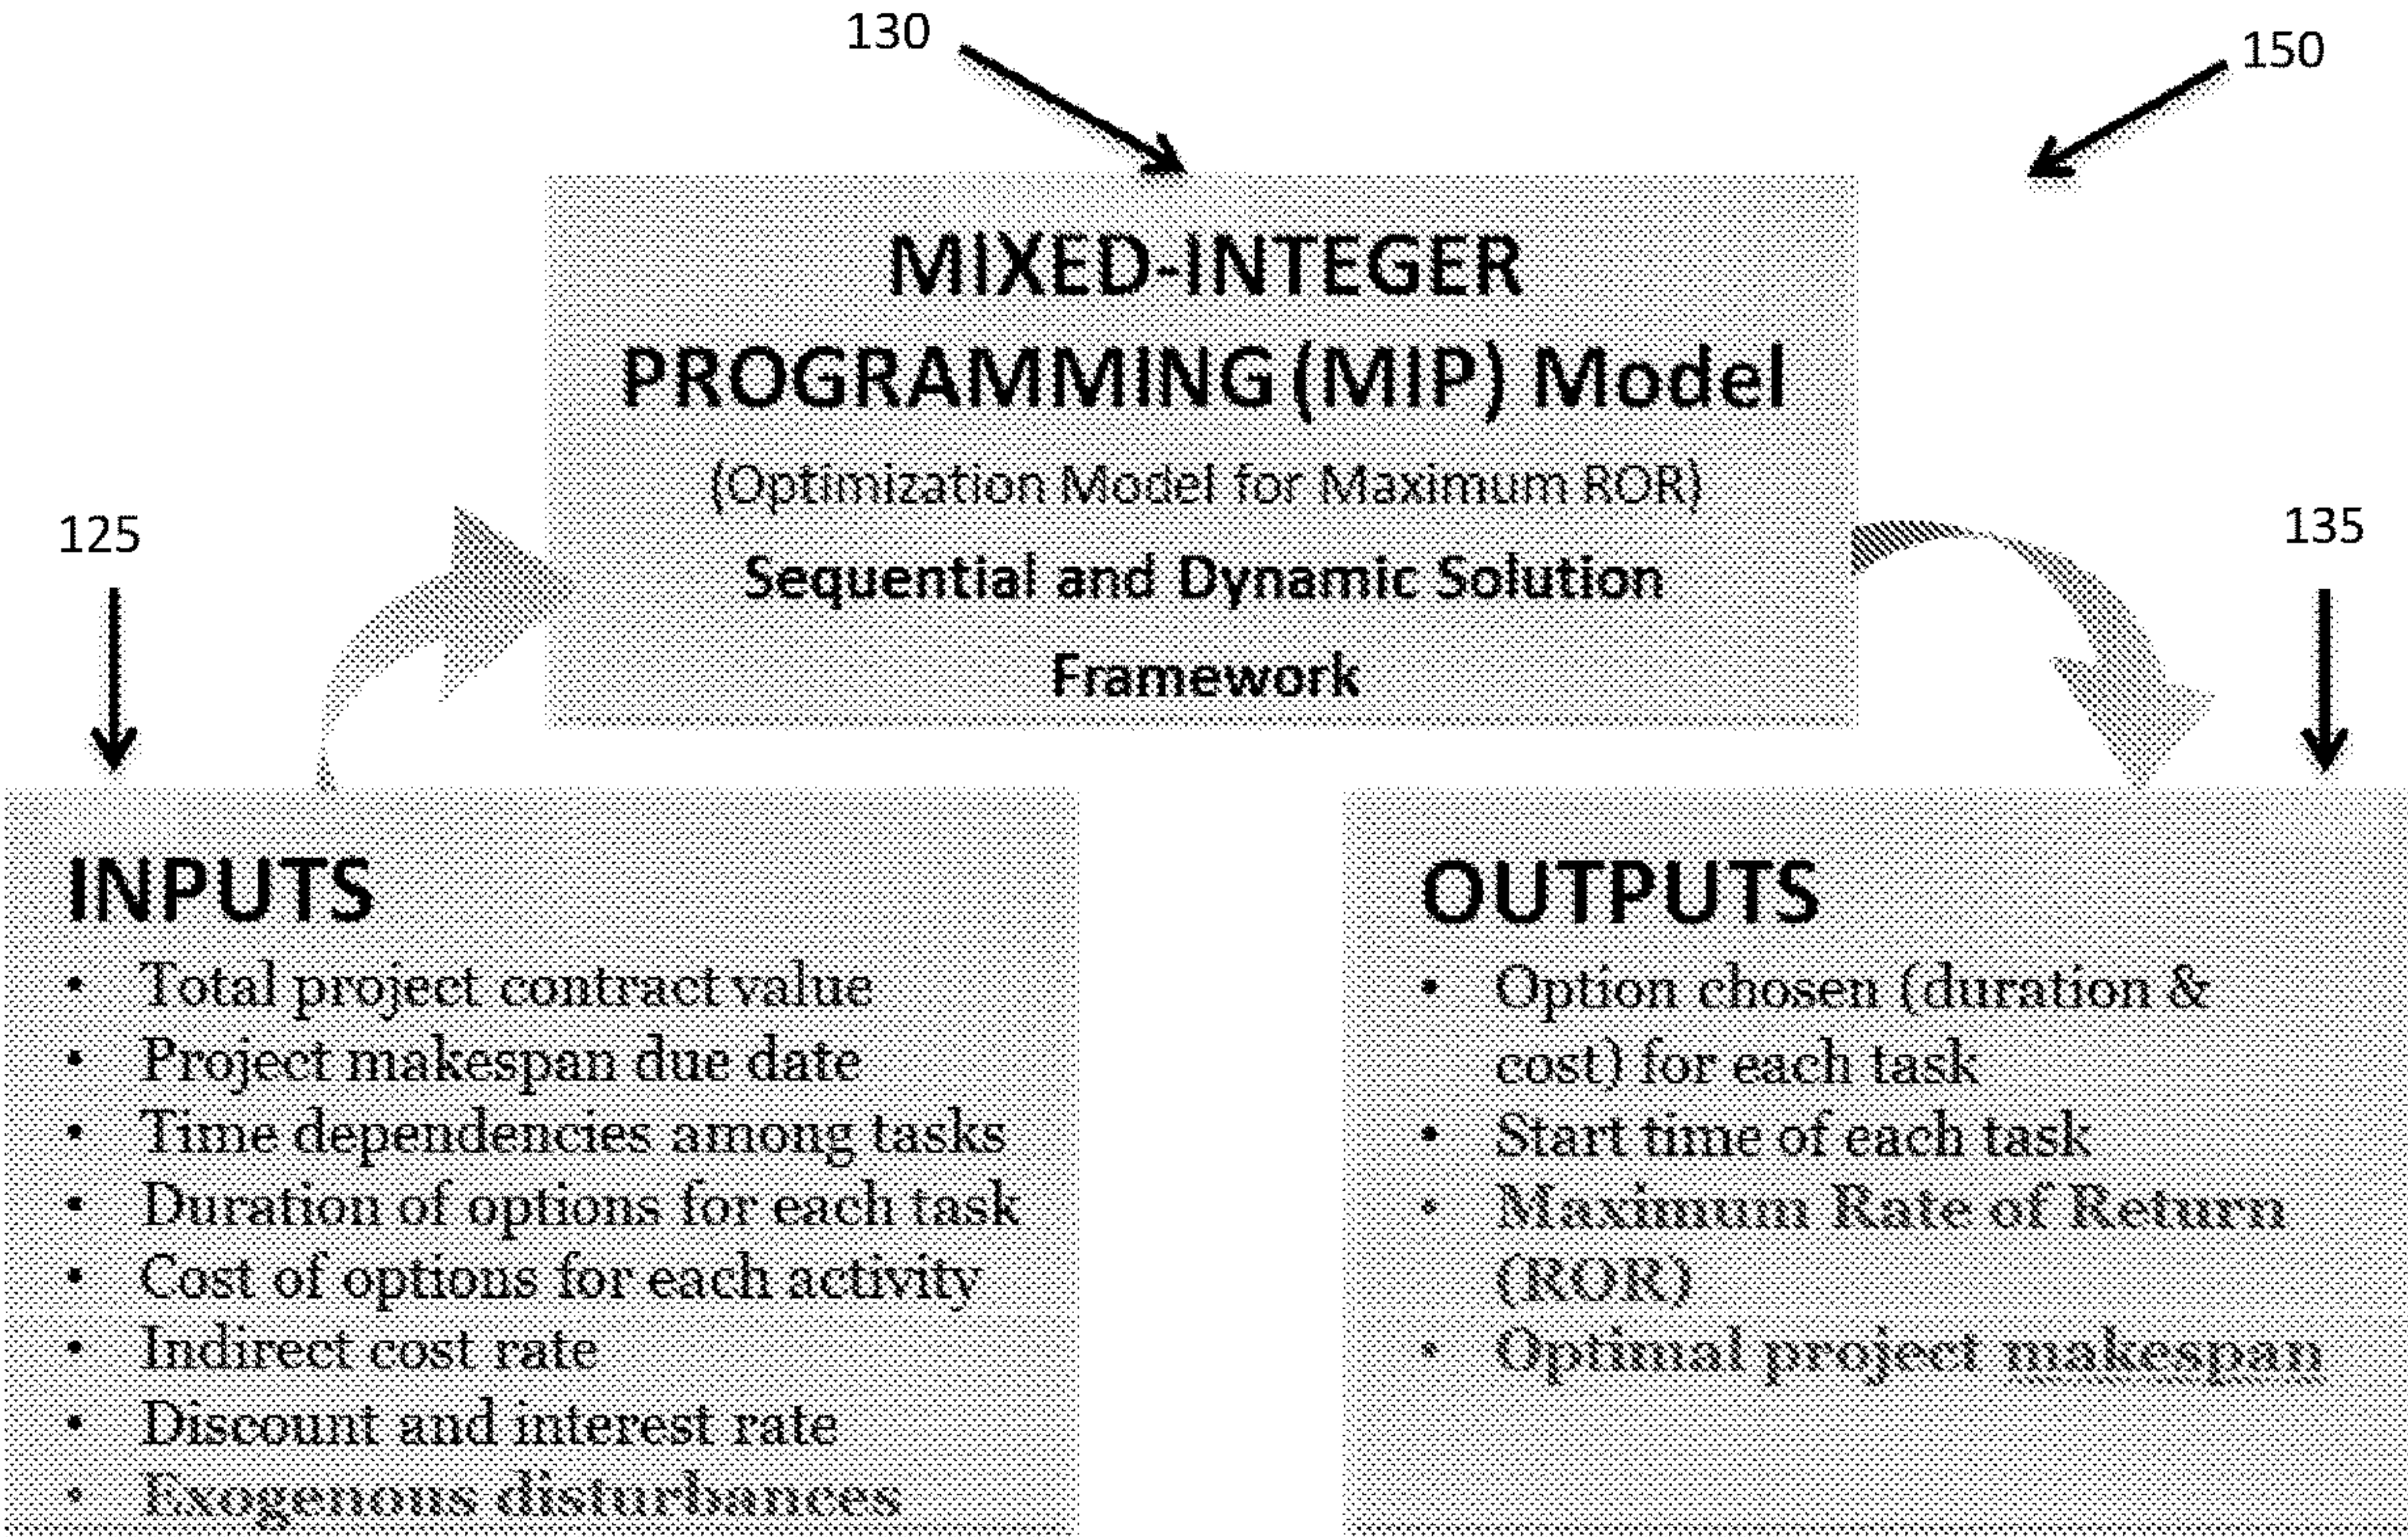 130
150
MIXED-INTEGER
PROGRAMMING (MIP) Model
(Optimization Model for Maximum ROR)
Sequential and Dynamic Solution
Framework
125
135
INPUTS
• Total project contract value
• Project makespan due date
• Time dependencies among tasks
• Duration of options for each task
• Cost of options for each activity
• Indirect cost rate
• Discount and interest rate
• Exogenous disturbances
OUTPUTS
• Option chosen (duration &
cost) for each task
• Start time of each task
• Maximum Rate of Return
(ROR)
• Optimal project makespan